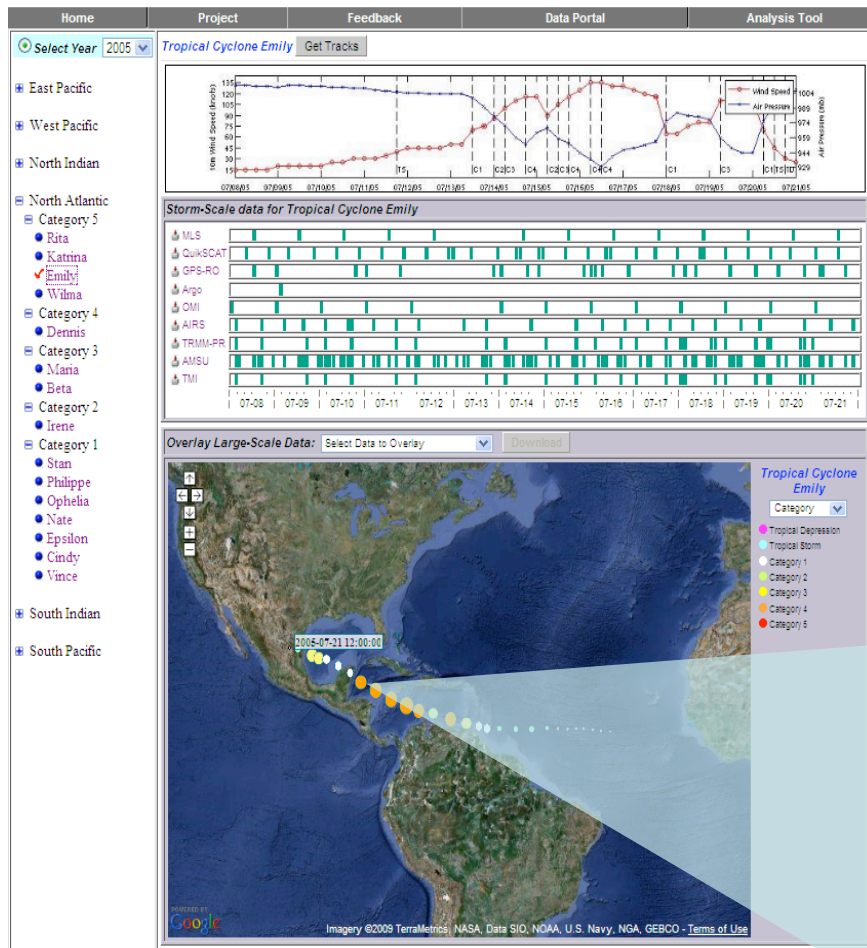 Home Project Feedback Data Portal Analysis Tool
Select Year 2005
East Pacific
West Pacific
North Indian
North Atlantic
Category 5
Rita
Katrina
Emily
Wilma
Category 4
Dennis
Category 3
Maria
Beta
Category 2
Irene
Category 1
Stan
Philippe
Ophelia
Nate
Epsilon
Cindy
Vince
South Indian
South Pacific
Tropical Cyclone Emily Get Tracks
10m Wind Speed (knots)
135
120
105
90
75
60
45
30
15
Wind Speed
Air Pressure
1004
989
974
959
944
929
Air Pressure (mb)
TS C1 C2 C3 C4 C2 C3 C4 C4 C4 C1 C3 C1 TS TD
07/08/05 07/09/05 07/10/05 07/11/05 07/12/05 07/13/05 07/14/05 07/15/05 07/16/05 07/17/05 07/18/05 07/19/05 07/20/05 07/21/05
Storm-Scale data for Tropical Cyclone Emily
MLS
QuikSCAT
GPS-RO
Argo
OMI
AIRS
TRMM-PR
AMSU
TMI
07-08 07-09 07-10 07-11 07-12 07-13 07-14 07-15 07-16 07-17 07-18 07-19 07-20 07-21
Overlay Large-Scale Data: Select Data to Overlay Download
2005-07-21 12:00:00
POWERED BY
Google
Imagery ©2009 TerraMetrics, NASA, Data SIO, NOAA, U.S. Navy, NGA, GEBCO - Terms of Use
Tropical Cyclone
Emily
Category
Tropical Depression
Tropical Storm
Category 1
Category 2
Category 3
Category 4
Category 5